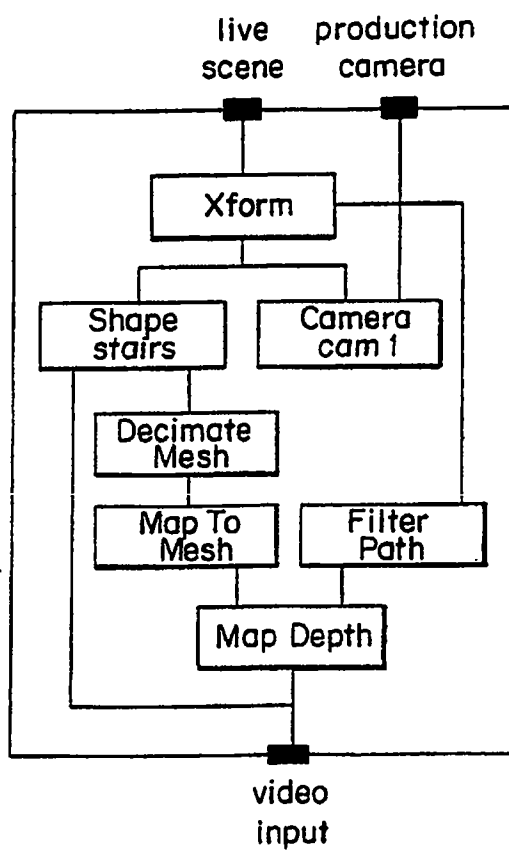 live
scene
production
camera
Xform
Shape
stairs
Camera
cam 1
Decimate
Mesh
Map To
Mesh
Filter
Path
Map Depth
video
input